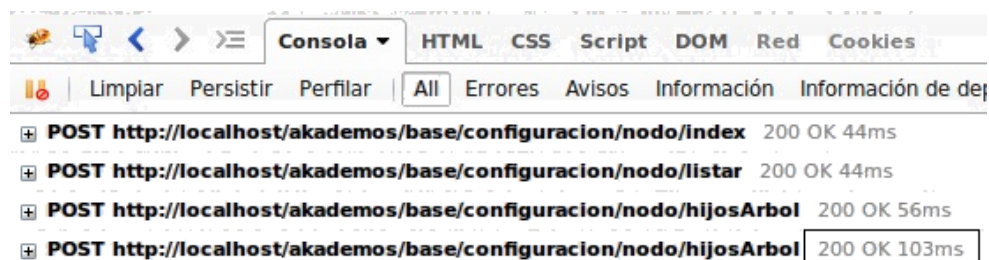 Consola HTML CSS Script DOM Red Cookies
Limpiar Persistir Perfilar All Errores Avisos Información Información de dep
POST http://localhost/akademos/base/configuracion/nodo/index 200 OK 44ms
POST http://localhost/akademos/base/configuracion/nodo/listar 200 OK 44ms
POST http://localhost/akademos/base/configuracion/nodo/hijosArbol 200 OK 56ms
POST http://localhost/akademos/base/configuracion/nodo/hijosArbol 200 OK 103ms